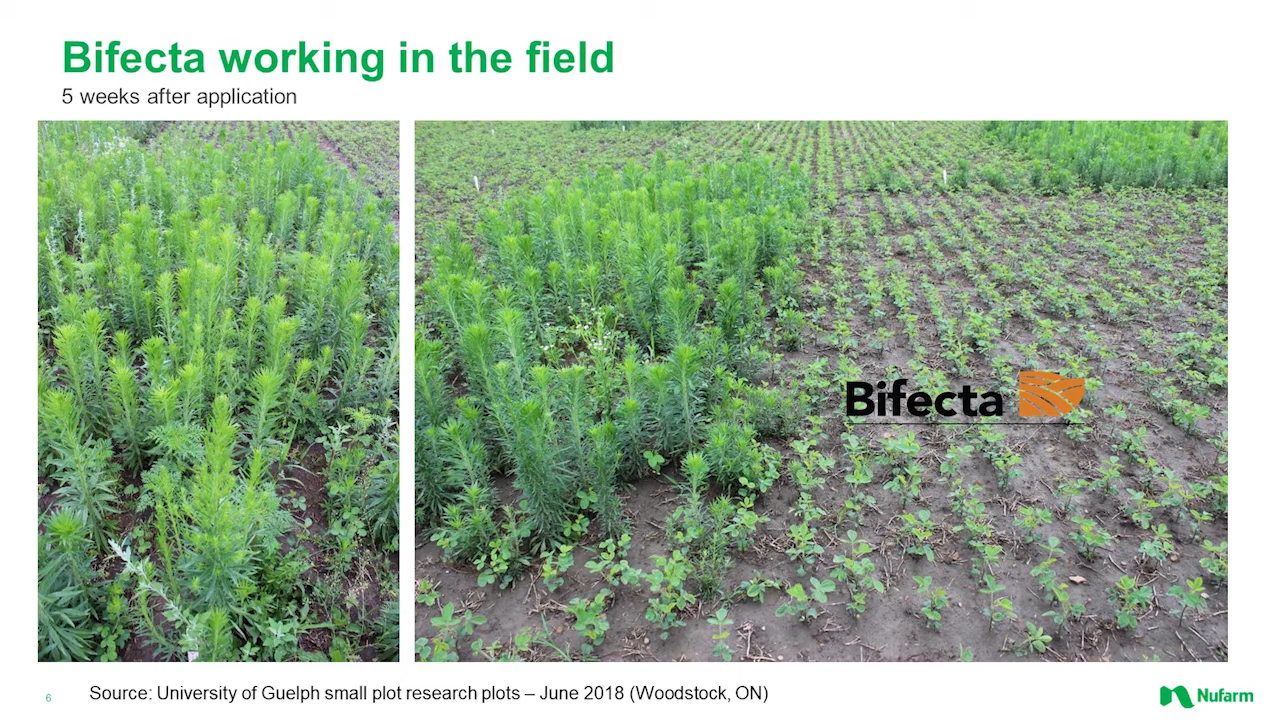 Bifecta working in the field
5 weeks after application
Bifecta
6
Source: University of Guelph small plot research plots – June 2018 (Woodstock, ON)
Nufarm